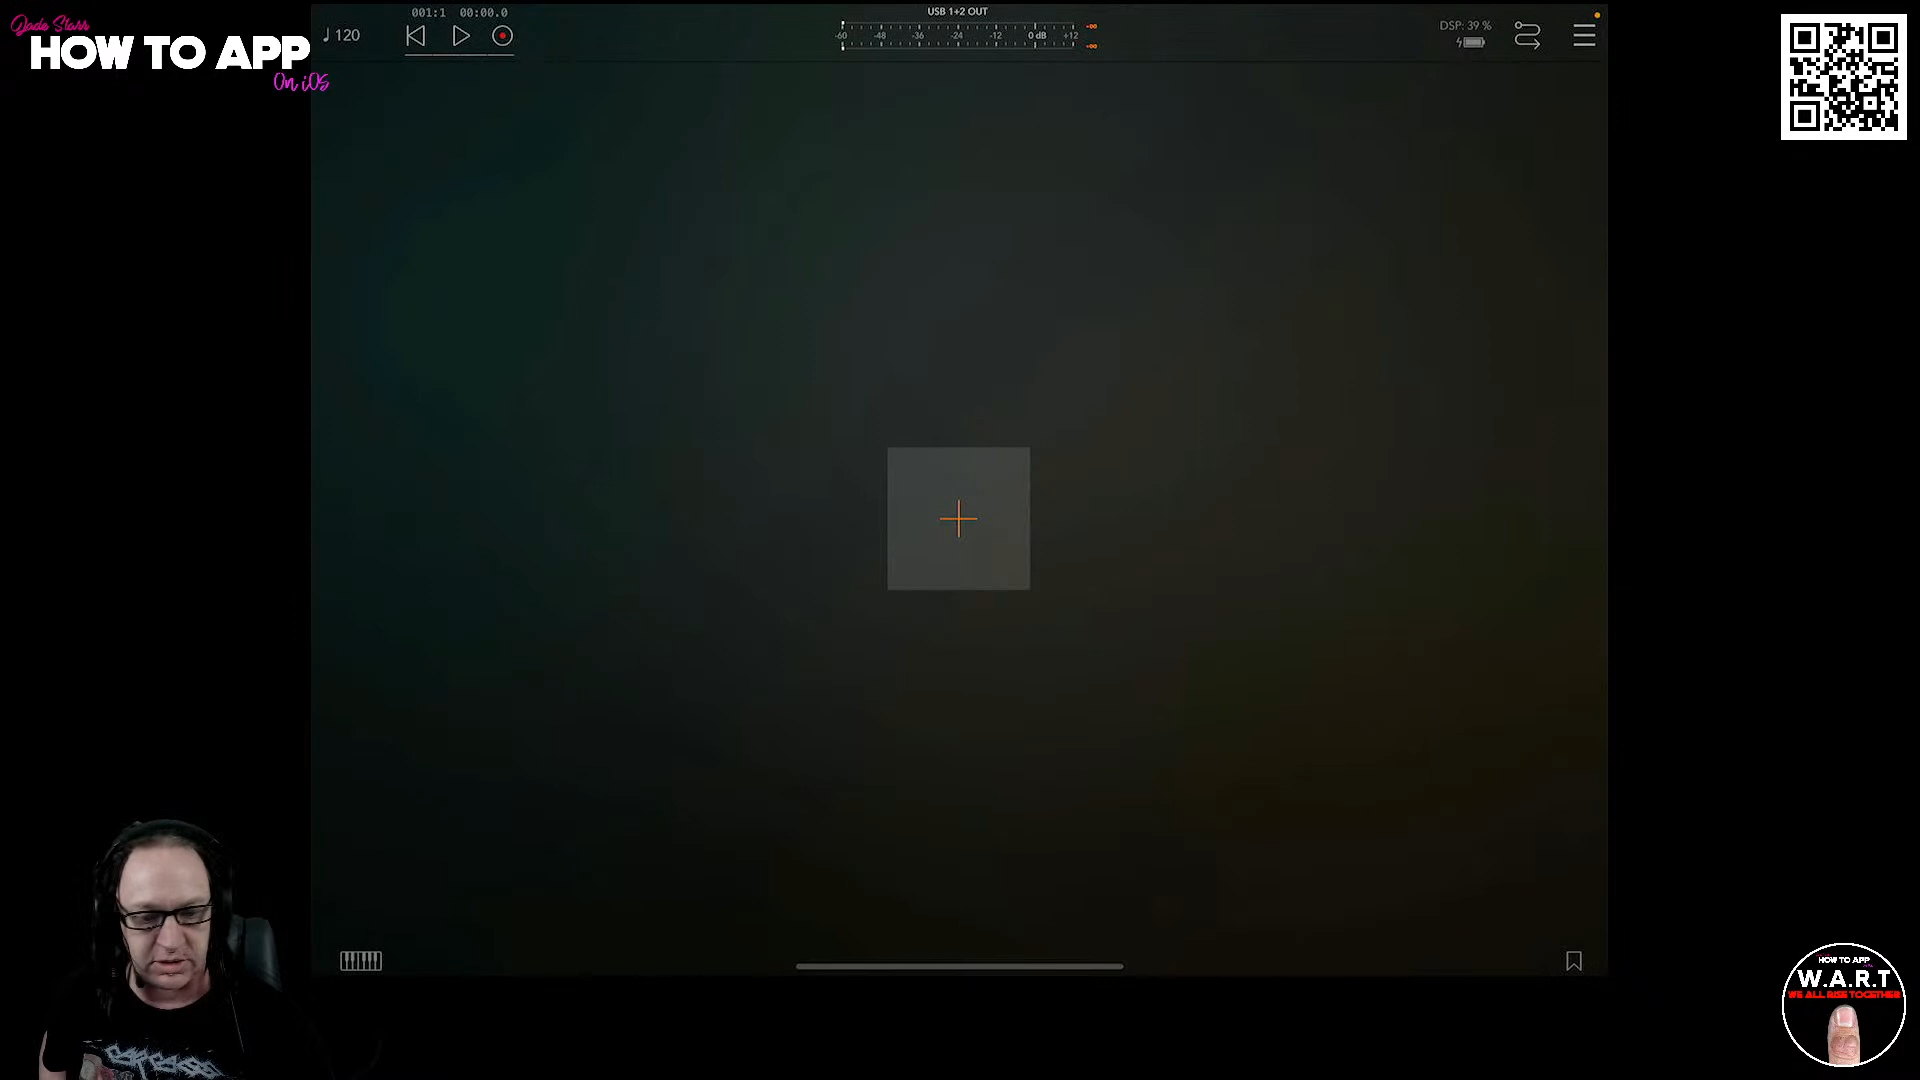 Jade Starr
HOW TO APP
On iOS
120
001:1 00:00.0
USB 1+2 OUT
-60 -48 -36 -24 -12 0 dB +12
-∞
-∞
DSP: 39 %
HOW TO APP
W.A.R.T
WE ALL RISE TOGETHER
CARCASS